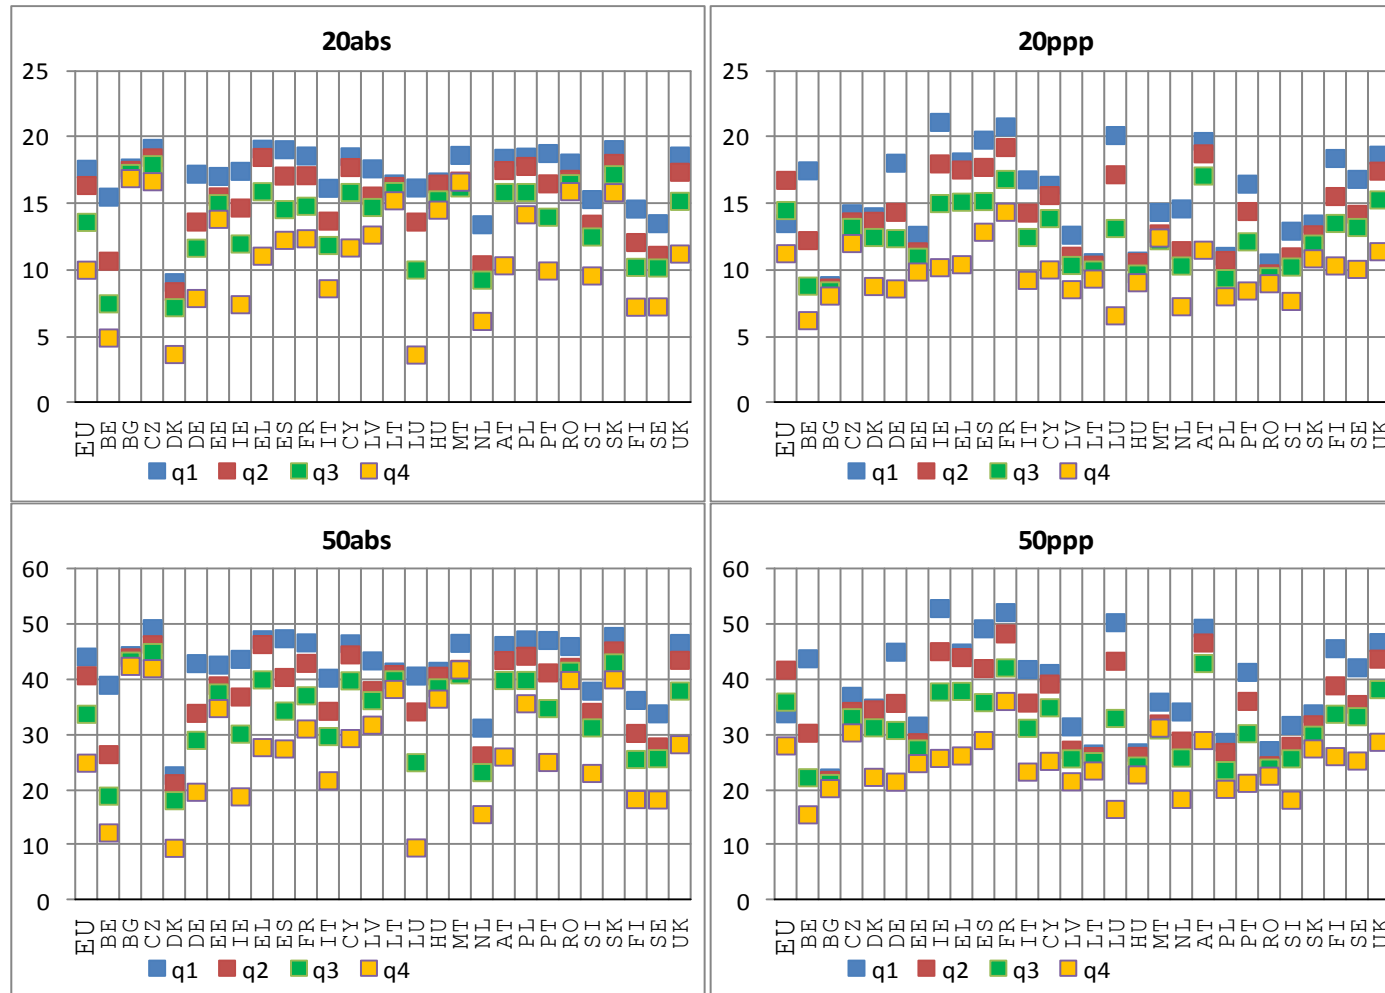 20abs
25
20
15
10
5
0
EU BE BG CZ DK DE EE IE EL ES FR IT CY LV LT LU HU MT NL AT PL PT RO SI SK FI SE UK
q1 q2 q3 q4
20ppp
25
20
15
10
5
0
EU BE BG CZ DK DE EE IE EL ES FR IT CY LV LT LU HU MT NL AT PL PT RO SI SK FI SE UK
q1 q2 q3 q4
50abs
60
50
40
30
20
10
0
EU BE BG CZ DK DE EE IE EL ES FR IT CY LV LT LU HU MT NL AT PL PT RO SI SK FI SE UK
q1 q2 q3 q4
50ppp
60
50
40
30
20
10
0
EU BE BG CZ DK DE EE IE EL ES FR IT CY LV LT LU HU MT NL AT PL PT RO SI SK FI SE UK
q1 q2 q3 q4